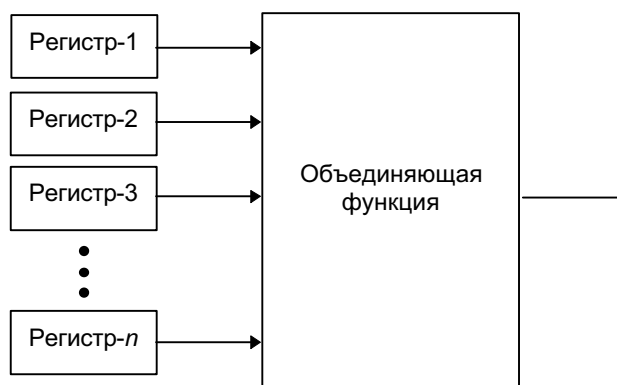 Регистр-1
Регистр-2
Регистр-3
Регистр-n
Объединяющая
функция